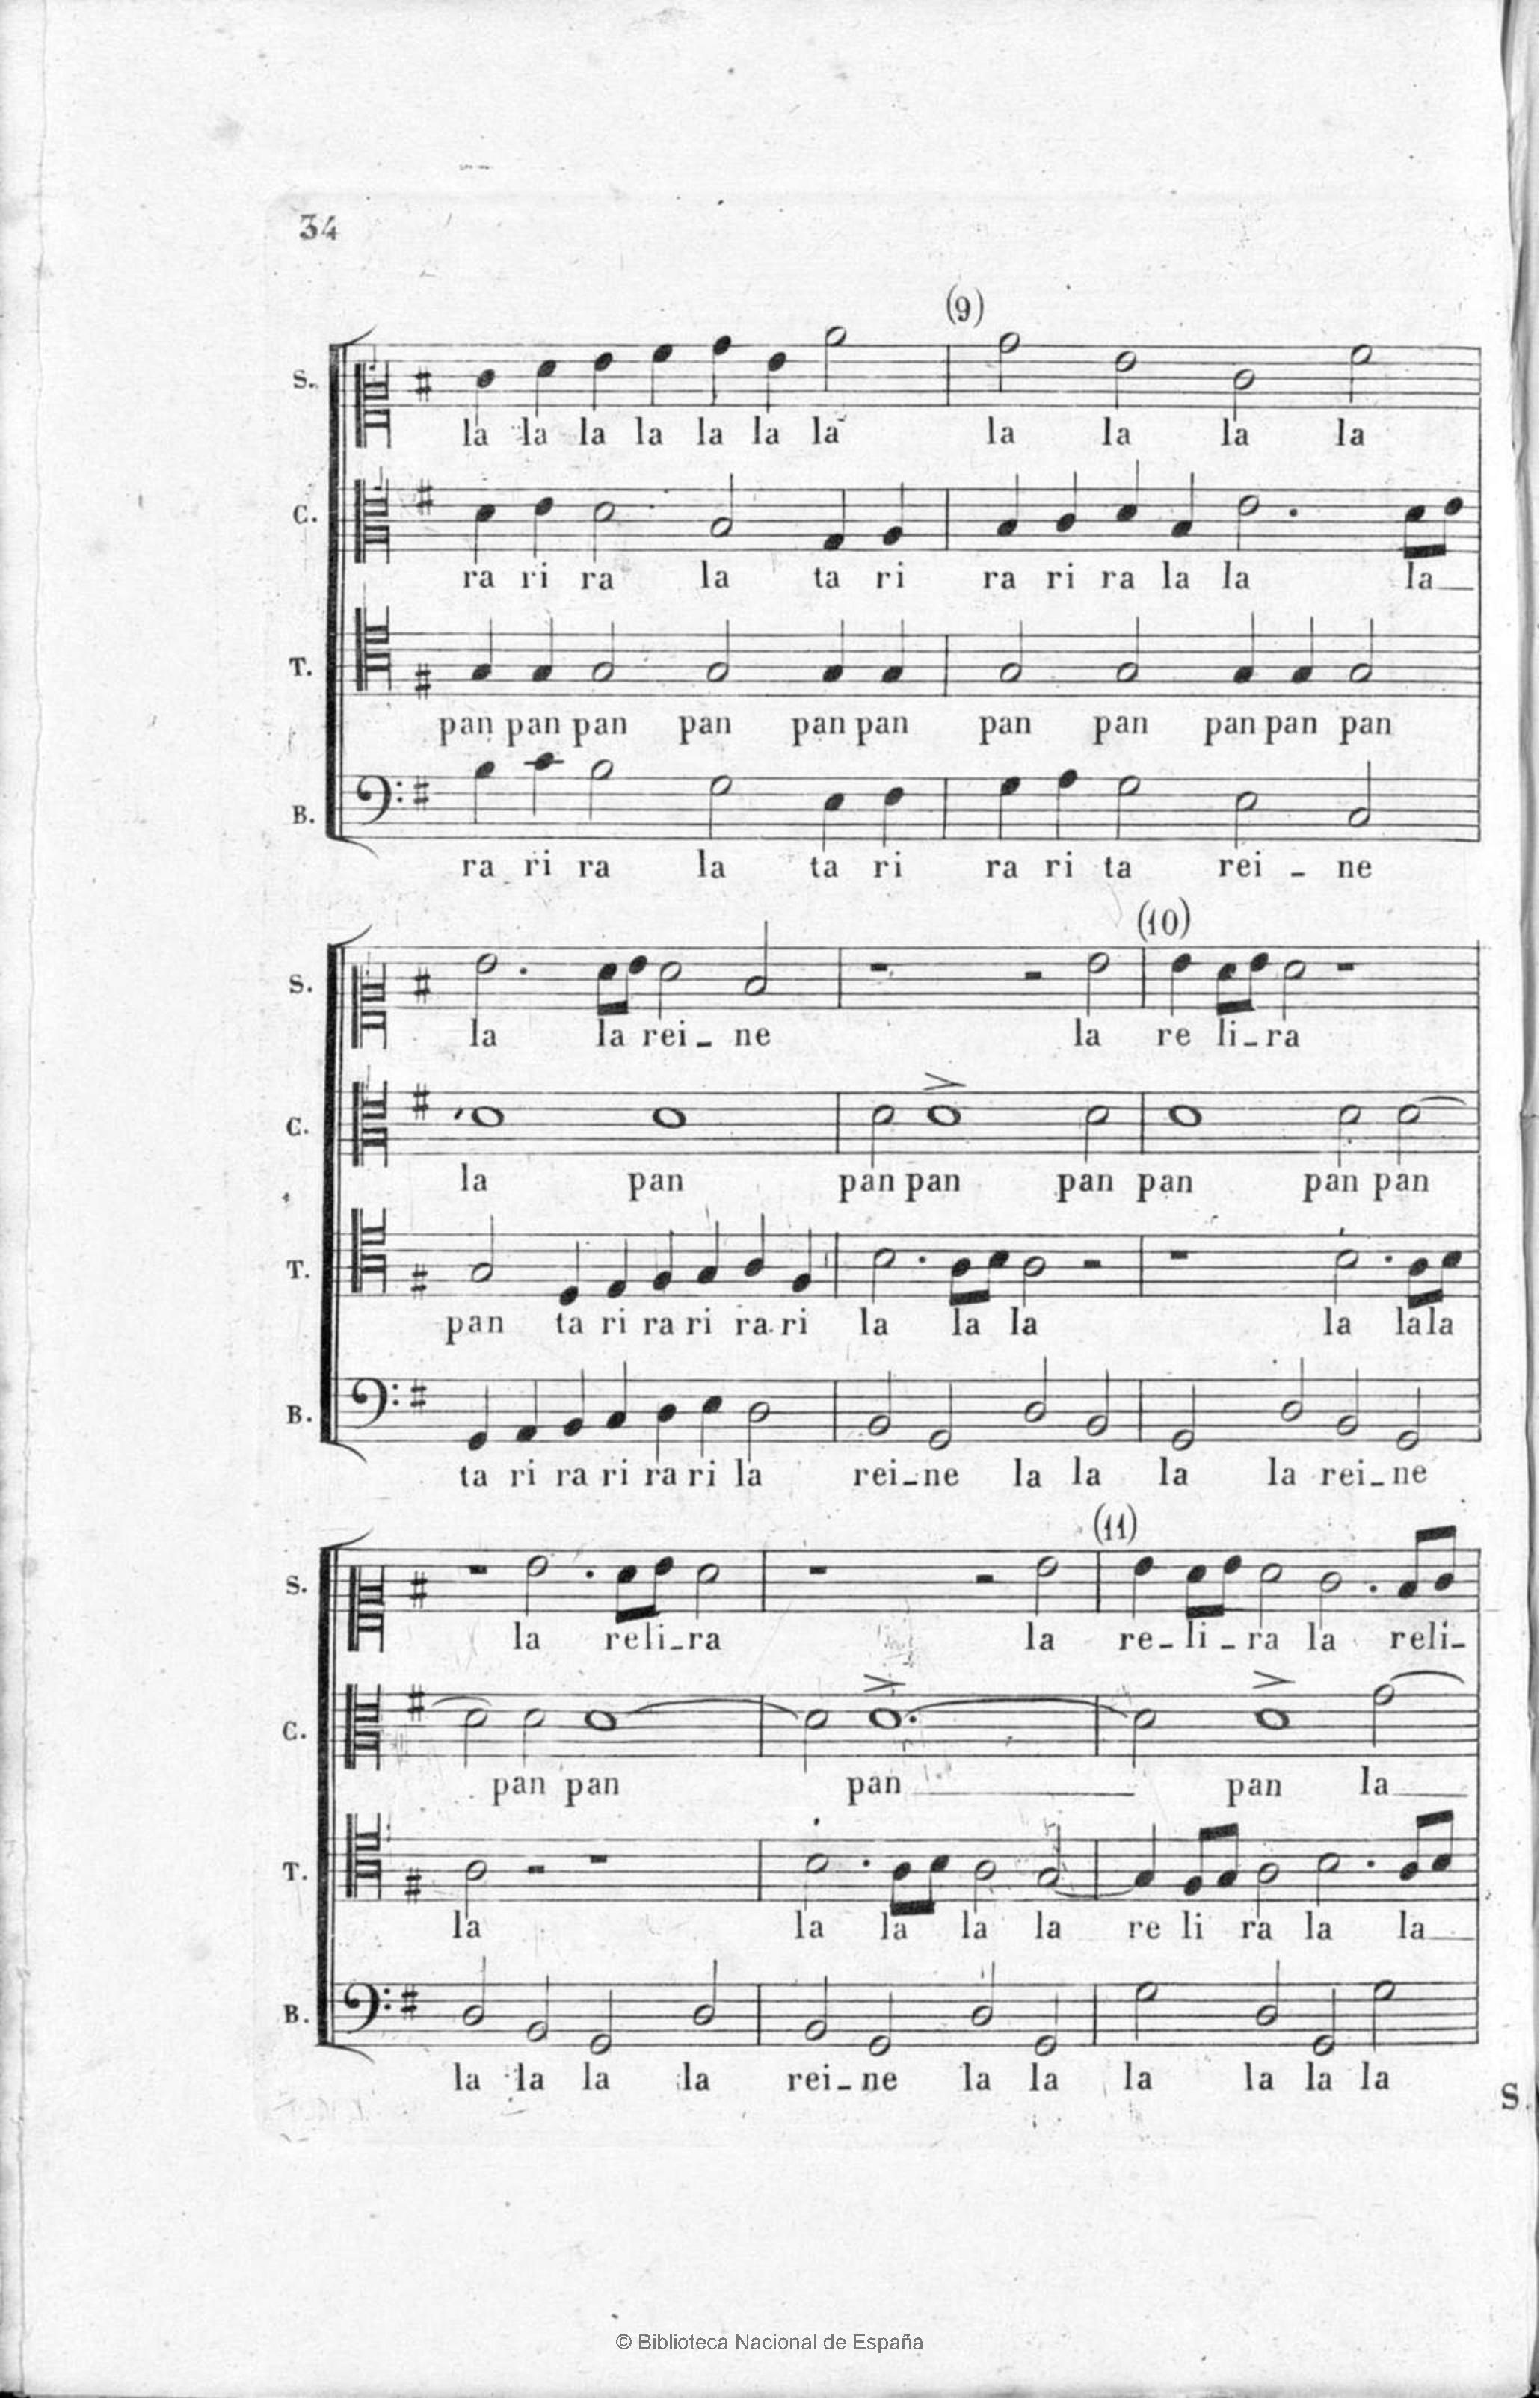 34
(9)
S.
la la la la la la la la la la la
C.
ra ri ra la ta ri ra ri ra la la la
T.
pan pan pan pan pan pan pan pan pan pan pan
B.
ra ri ra la ta ri ra ri ta rei - ne
(10)
S.
la la rei - ne la re li - ra
C.
la pan pan pan pan pan pan pan
T.
pan ta ri ra ri ra ri la la la la la la
B.
ta ri ra ri ra ri la rei - ne la la la la rei - ne
(11)
S.
la re li - ra la re - li - ra la re li -
C.
pan pan pan pan la
T.
la la la la la re li ra la la
B.
la la la la rei - ne la la la la la la
S.
© Biblioteca Nacional de España